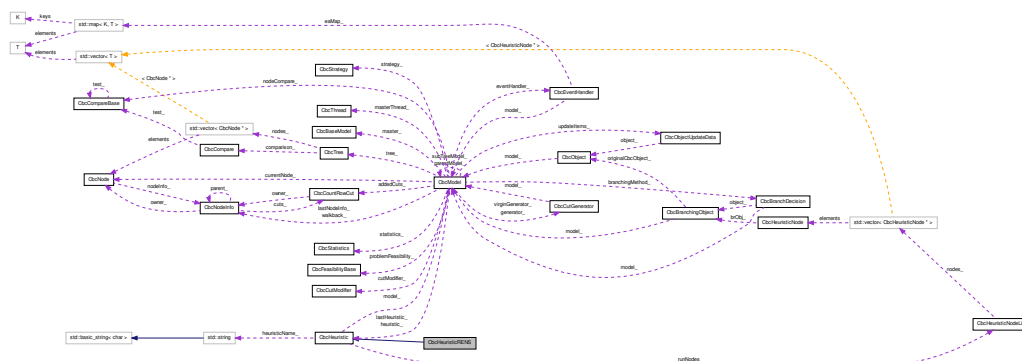 K
keys
std::map< K, T >
eaMap_
T
elements
elements
std::vector< T >
< CbcHeuristicNode * >
CbcStrategy
strategy_
< CbcNode * >
nodeCompare_
test_
CbcCompareBase
eventHandler_
CbcEventHandler
model_
CbcThread
masterThread_
test_
std::vector< CbcNode * >
nodes_
CbcBaseModel
master_
updateItems_
CbcObjectUpdateData
object_
elements
CbcCompare
comparison_
CbcTree
tree_
model_
CbcObject
originalCbcObject_
CbcNode
currentNode_
CbcModel
branchingMethod_
nodeInfo_
parent_
owner_
CbcCountRowCut
addedCuts_
model_
CbcBranchDecision
object_
owner_
CbcNodeInfo
cuts_
lastNodeInfo_
walkback_
virginGenerator_
generator_
CbcCutGenerator
CbcBranchingObject
brObj_
CbcHeuristicNode
elements
std::vector< CbcHeuristicNode * >
model_
statistics_
CbcStatistics
problemFeasibility_
CbcFeasibilityBase
model_
cutModifier_
CbcCutModifier
nodes_
model_
lastHeuristic_
heuristic_
std::basic_string< char >
std::string
heuristicName_
CbcHeuristic
CbcHeuristicRENS
runNodes_